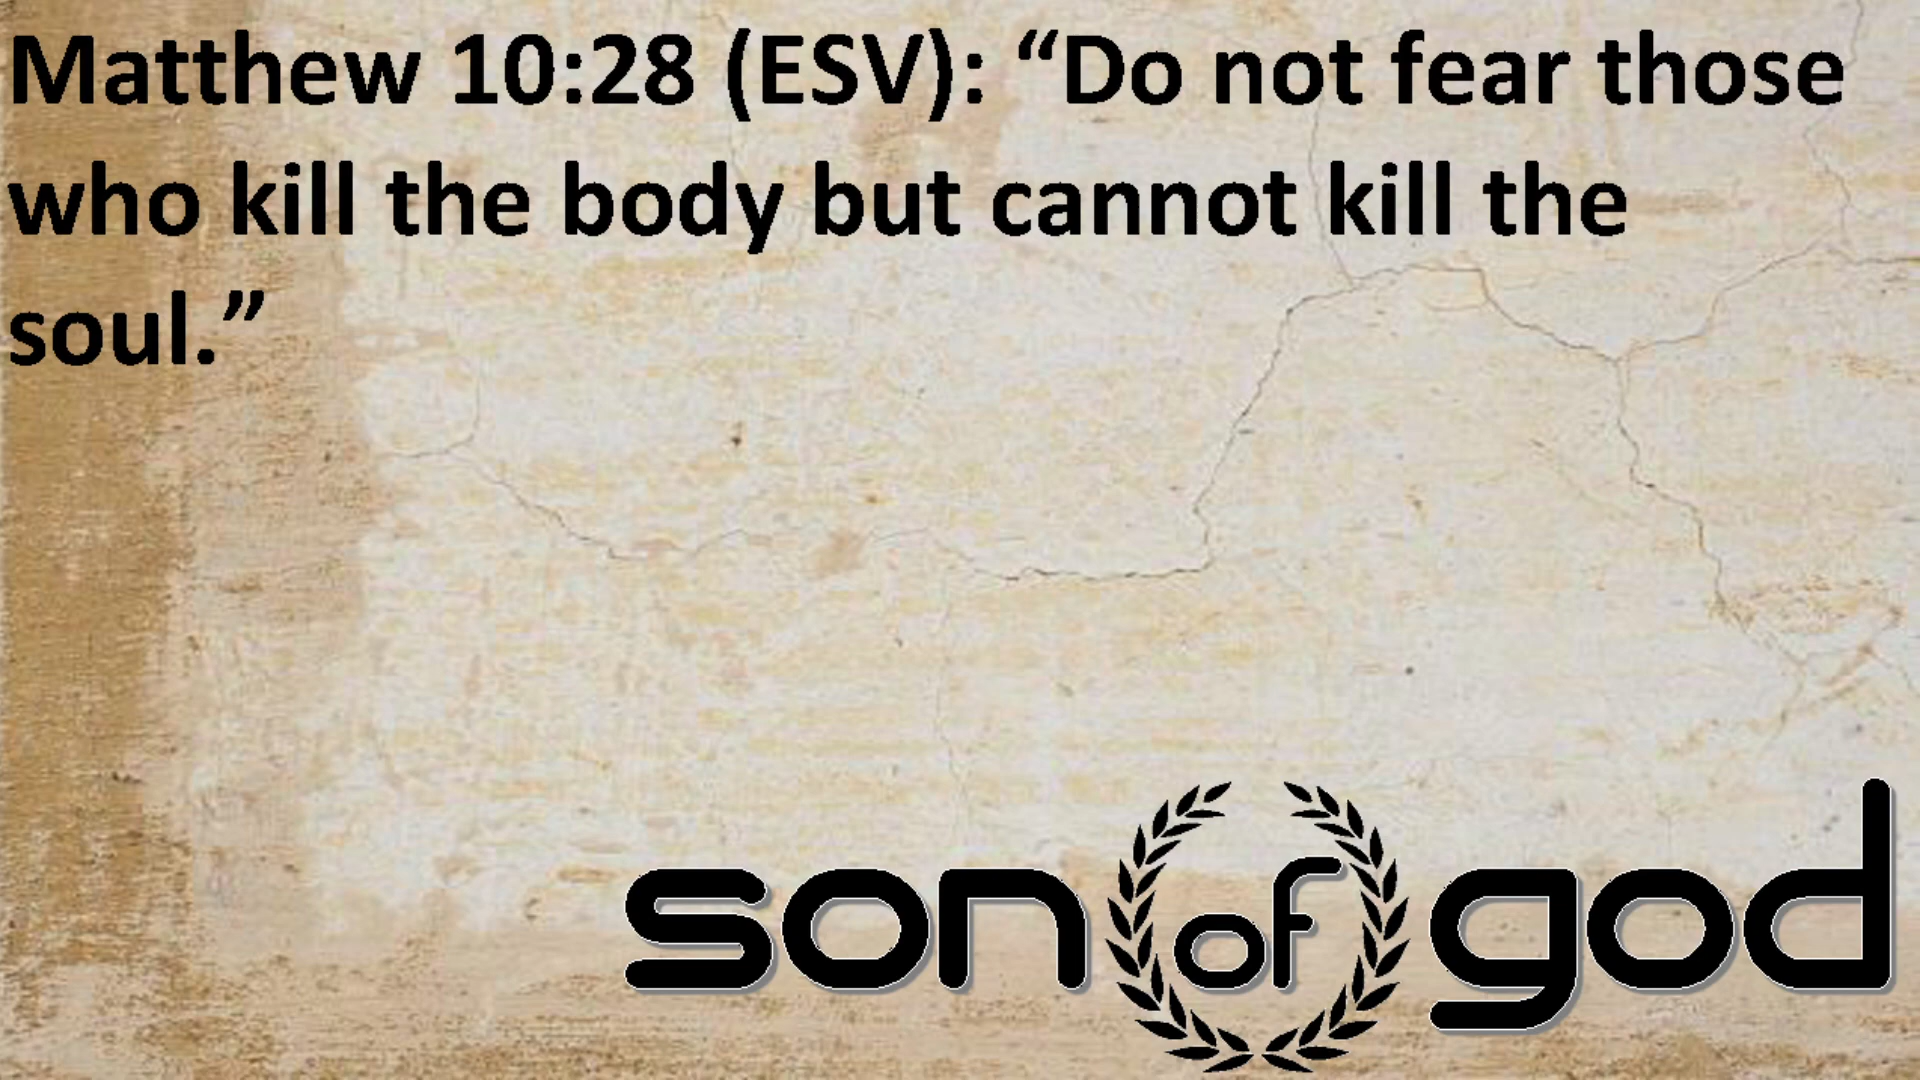 Matthew 10:28 (ESV): “Do not fear those
who kill the body but cannot kill the
soul.”
son of god